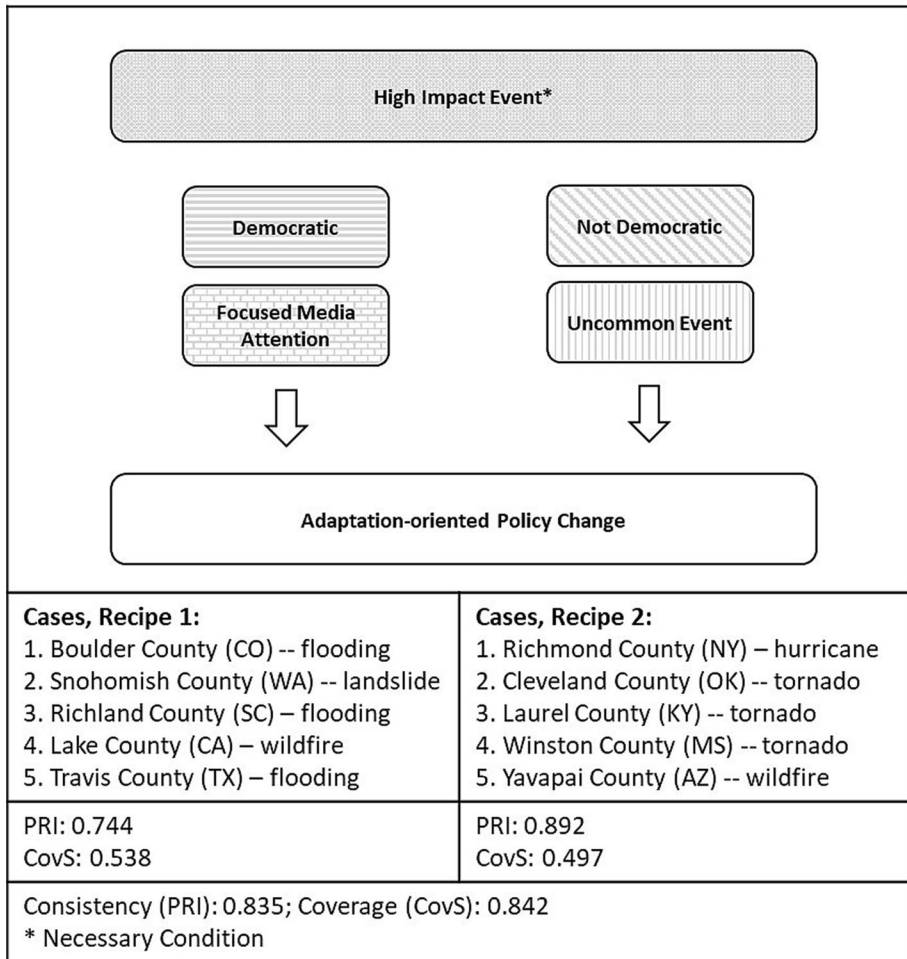 High Impact Event*
Democratic
Not Democratic
Focused Media
Attention
Uncommon Event
Adaptation-oriented Policy Change
Cases, Recipe 1:
1. Boulder County (CO) -- flooding
2. Snohomish County (WA) -- landslide
3. Richland County (SC) – flooding
4. Lake County (CA) – wildfire
5. Travis County (TX) – flooding
Cases, Recipe 2:
1. Richmond County (NY) – hurricane
2. Cleveland County (OK) -- tornado
3. Laurel County (KY) -- tornado
4. Winston County (MS) -- tornado
5. Yavapai County (AZ) -- wildfire
PRI: 0.744
CovS: 0.538
PRI: 0.892
CovS: 0.497
Consistency (PRI): 0.835; Coverage (CovS): 0.842
* Necessary Condition